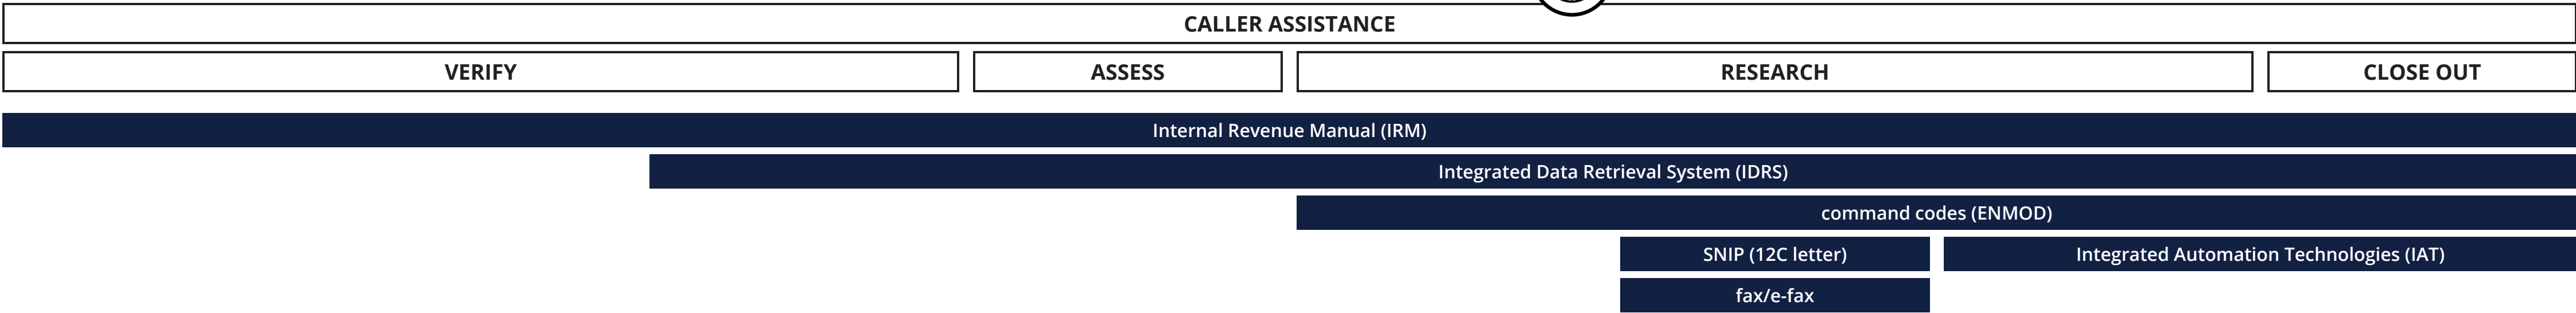 CALLER ASSISTANCE
VERIFY ASSESS RESEARCH CLOSE OUT
Internal Revenue Manual (IRM)
Integrated Data Retrieval System (IDRS)
command codes (ENMOD)
SNIP (12C letter) Integrated Automation Technologies (IAT)
fax/e-fax